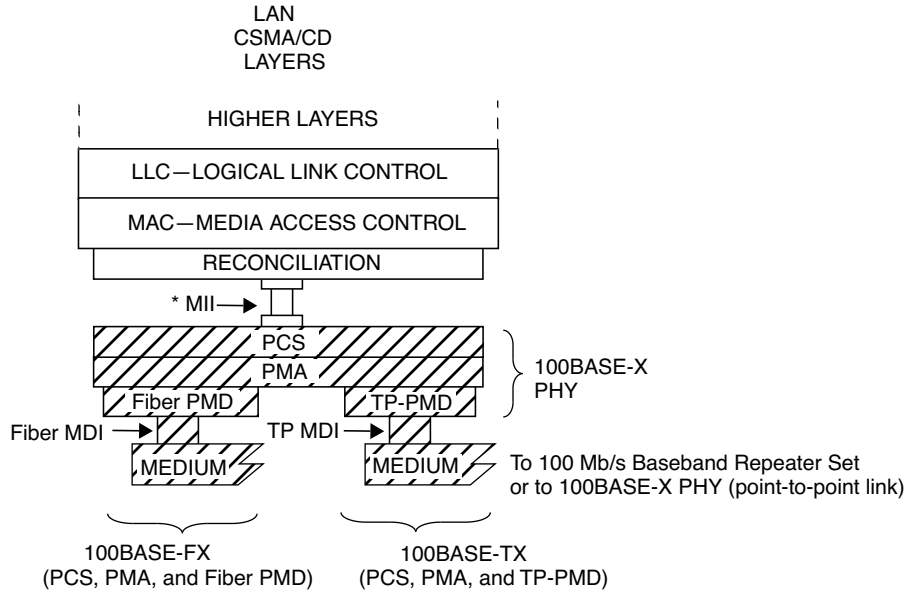 LAN
CSMA/CD
LAYERS
HIGHER LAYERS
LLC—LOGICAL LINK CONTROL
MAC—MEDIA ACCESS CONTROL
RECONCILIATION
* MII
PCS
PMA
100BASE-X
PHY
Fiber PMD
TP-PMD
Fiber MDI
TP MDI
MEDIUM
MEDIUM
To 100 Mb/s Baseband Repeater Set
or to 100BASE-X PHY (point-to-point link)
100BASE-FX
(PCS, PMA, and Fiber PMD)
100BASE-TX
(PCS, PMA, and TP-PMD)